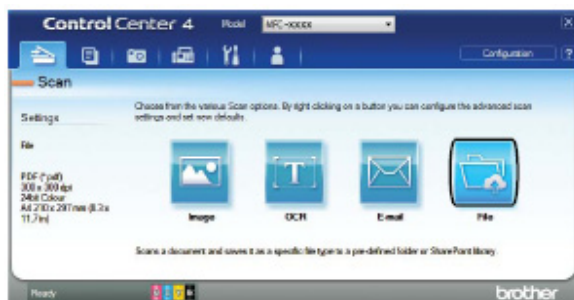 ControlCenter 4
Model
MFC-xxxxx
Configuration
?
Scan
Choose from the various Scan options. By right clicking on a button you can configure the advanced scan
settings and set new defaults.
Settings
File
PDF (*.pdf)
300 x 300 dpi
24bit Colour
A4 210 x 297 mm (8.3 x
11.7 in)
[T]
Image
OCR
E-mail
File
Scans a document and saves it as a specific file type to a pre-defined folder or SharePoint library.
Ready
brother